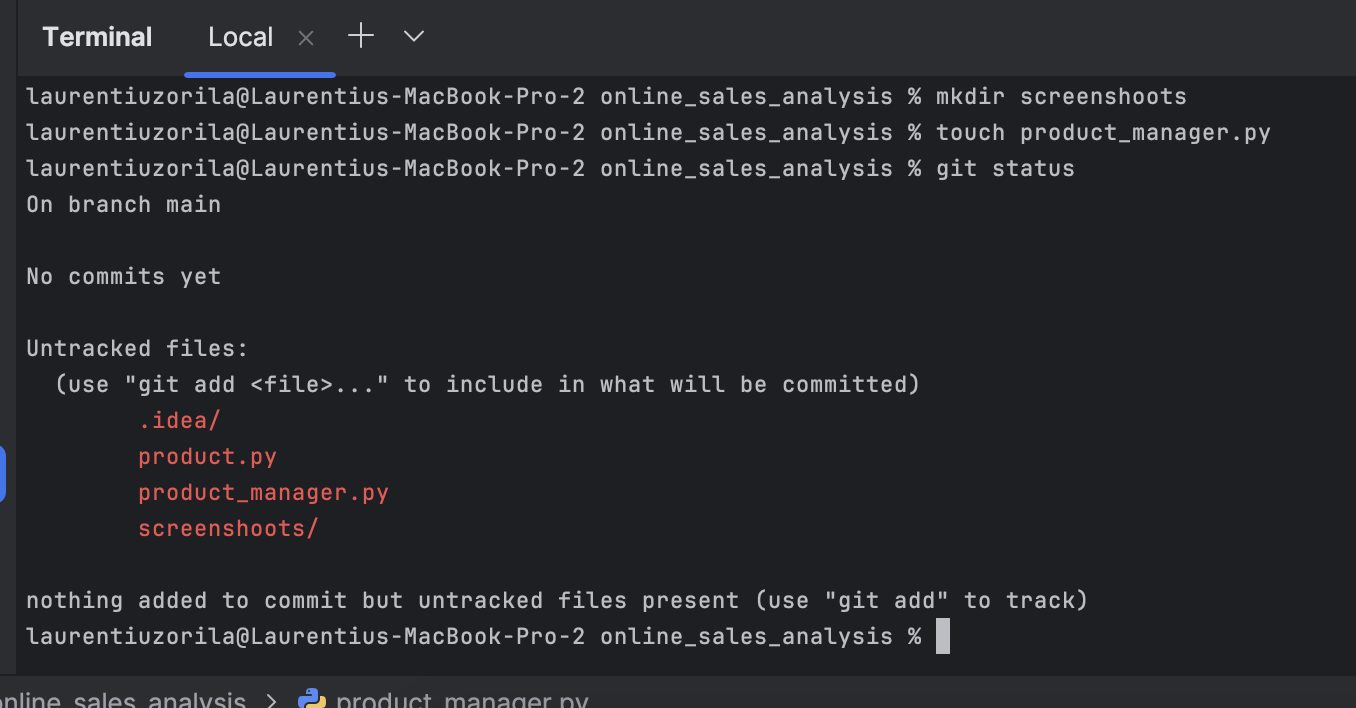 Terminal Local
laurentiuzorila@Laurentius-MacBook-Pro-2 online_sales_analysis % mkdir screenshoots
laurentiuzorila@Laurentius-MacBook-Pro-2 online_sales_analysis % touch product_manager.py
laurentiuzorila@Laurentius-MacBook-Pro-2 online_sales_analysis % git status
On branch main
No commits yet
Untracked files:
(use "git add <file>..." to include in what will be committed)
.idea/
product.py
product_manager.py
screenshoots/
nothing added to commit but untracked files present (use "git add" to track)
laurentiuzorila@Laurentius-MacBook-Pro-2 online_sales_analysis %
online_sales_analysis > product_manager.py